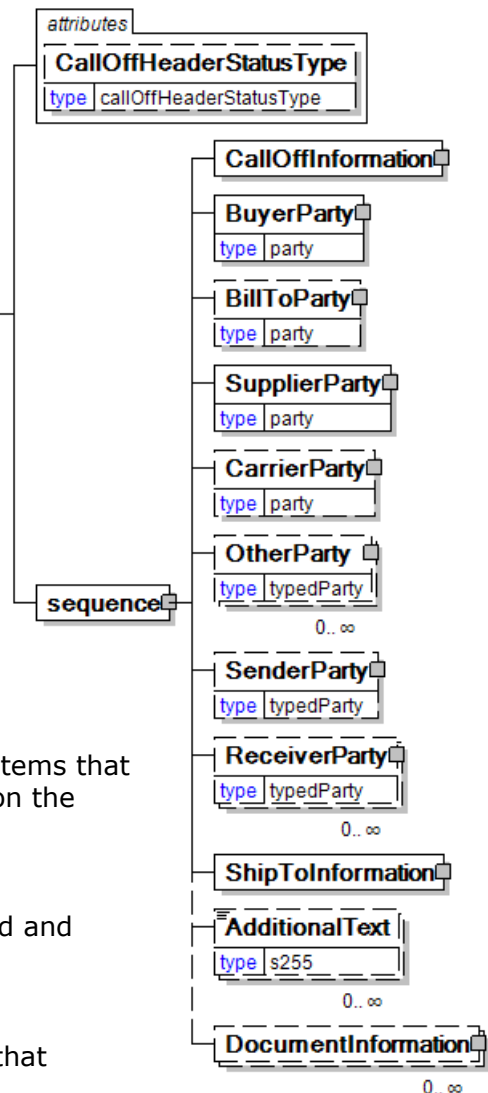 attributes
CallOffHeaderStatusType
type callOffHeaderStatusType
CallOffInformation
BuyerParty
type party
BillToParty
type party
SupplierParty
type party
CarrierParty
type party
OtherParty
type typedParty
0.. ∞
sequence
SenderParty
type typedParty
ReceiverParty
type typedParty
0.. ∞
ShipToInformation
AdditionalText
type s255
0.. ∞
DocumentInformation
0.. ∞
tems that
on the
d and
that